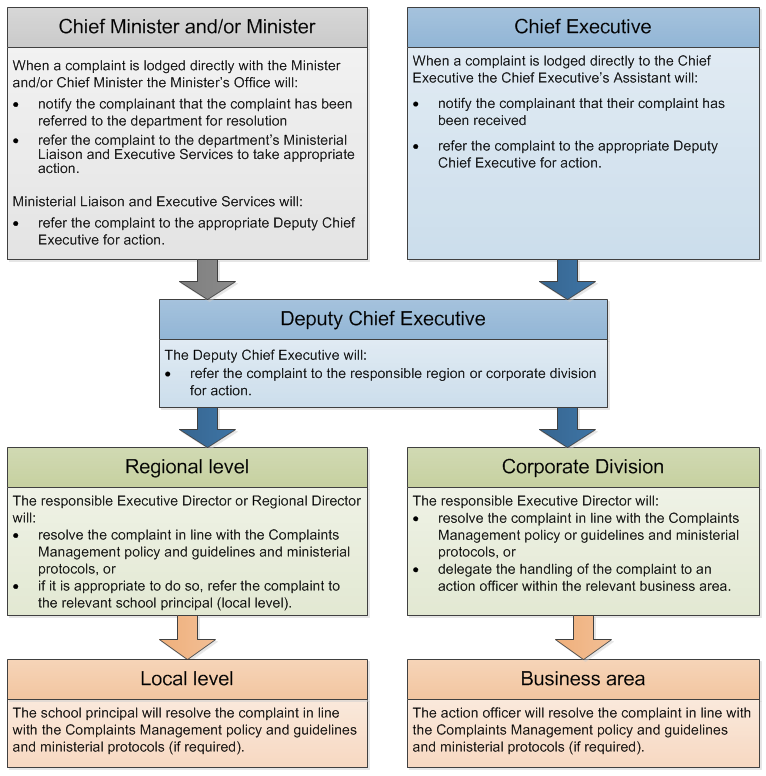 Chief Minister and/or Minister
When a complaint is lodged directly with the Minister
and/or Chief Minister the Minister's Office will:
• notify the complainant that the complaint has been
referred to the department for resolution
• refer the complaint to the department's Ministerial
Liaison and Executive Services to take appropriate
action.
Ministerial Liaison and Executive Services will:
• refer the complaint to the appropriate Deputy Chief
Executive for action.
Chief Executive
When a complaint is lodged directly to the Chief
Executive the Chief Executive's Assistant will:
• notify the complainant that their complaint has
been received
• refer the complaint to the appropriate Deputy
Chief Executive for action.
Deputy Chief Executive
The Deputy Chief Executive will:
• refer the complaint to the responsible region or corporate division
for action.
Regional level
The responsible Executive Director or Regional Director
will:
• resolve the complaint in line with the Complaints
Management policy and guidelines and ministerial
protocols, or
• if it is appropriate to do so, refer the complaint to
the relevant school principal (local level).
Corporate Division
The responsible Executive Director will:
• resolve the complaint in line with the Complaints
Management policy or guidelines and ministerial
protocols, or
• delegate the handling of the complaint to an
action officer within the relevant business area.
Local level
The school principal will resolve the complaint in line
with the Complaints Management policy and guidelines
and ministerial protocols (if required).
Business area
The action officer will resolve the complaint in line with
the Complaints Management policy and guidelines
and ministerial protocols (if required).